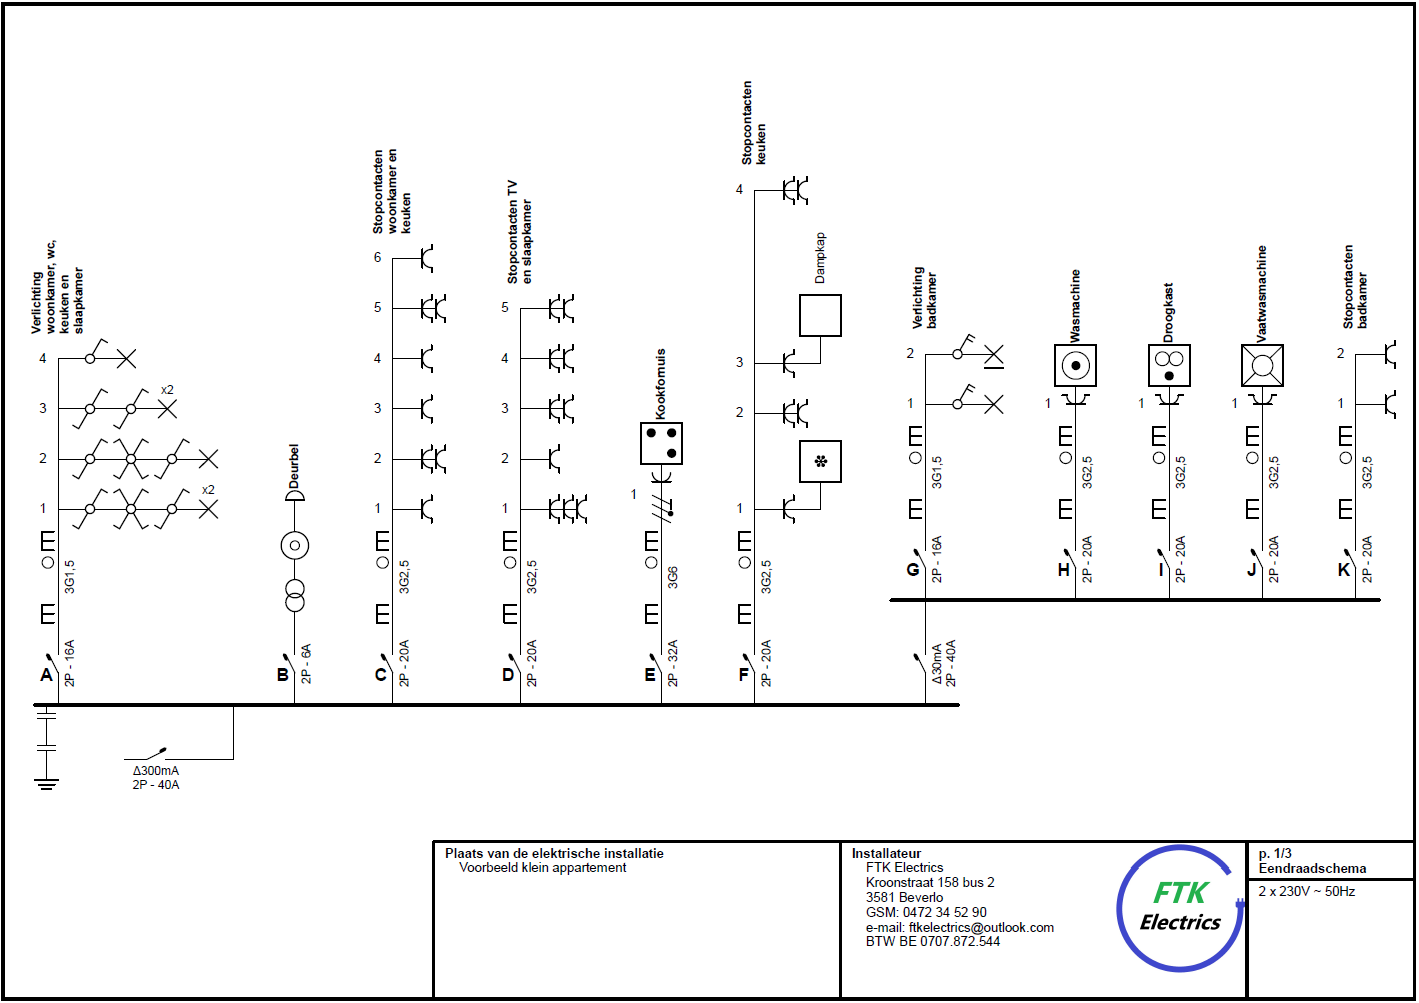 Verlichting
woonkamer, wc,
keuken en
slaapkamer
4
3
x2
2
1
x2
3G1,5
A
2P - 16A
Deurbel
B
2P - 6A
Stopcontacten
woonkamer en
keuken
6
5
4
3
2
1
3G2,5
C
2P - 20A
Stopcontacten TV
en slaapkamer
5
4
3
2
1
3G2,5
D
2P - 20A
Kookfornuis
1
3G6
E
2P - 32A
Stopcontacten
keuken
4
Dampkap
3
2
1
3G2,5
F
2P - 20A
Verlichting
badkamer
2
1
3G1,5
G
2P - 16A
Δ30mA
2P - 40A
Wasmachine
1
3G2,5
H
2P - 20A
Droogkast
1
3G2,5
I
2P - 20A
Vaatwasmachine
1
3G2,5
J
2P - 20A
Stopcontacten
badkamer
2
1
3G2,5
K
2P - 20A
Δ300mA
2P - 40A
Plaats van de elektrische installatie
Voorbeeld klein appartement
Installateur
FTK Electrics
Kroonstraat 158 bus 2
3581 Beverlo
GSM: 0472 34 52 90
e-mail: ftkelectrics@outlook.com
BTW BE 0707.872.544
FTK
Electrics
p. 1/3
Eendraadschema
2 x 230V ~ 50Hz